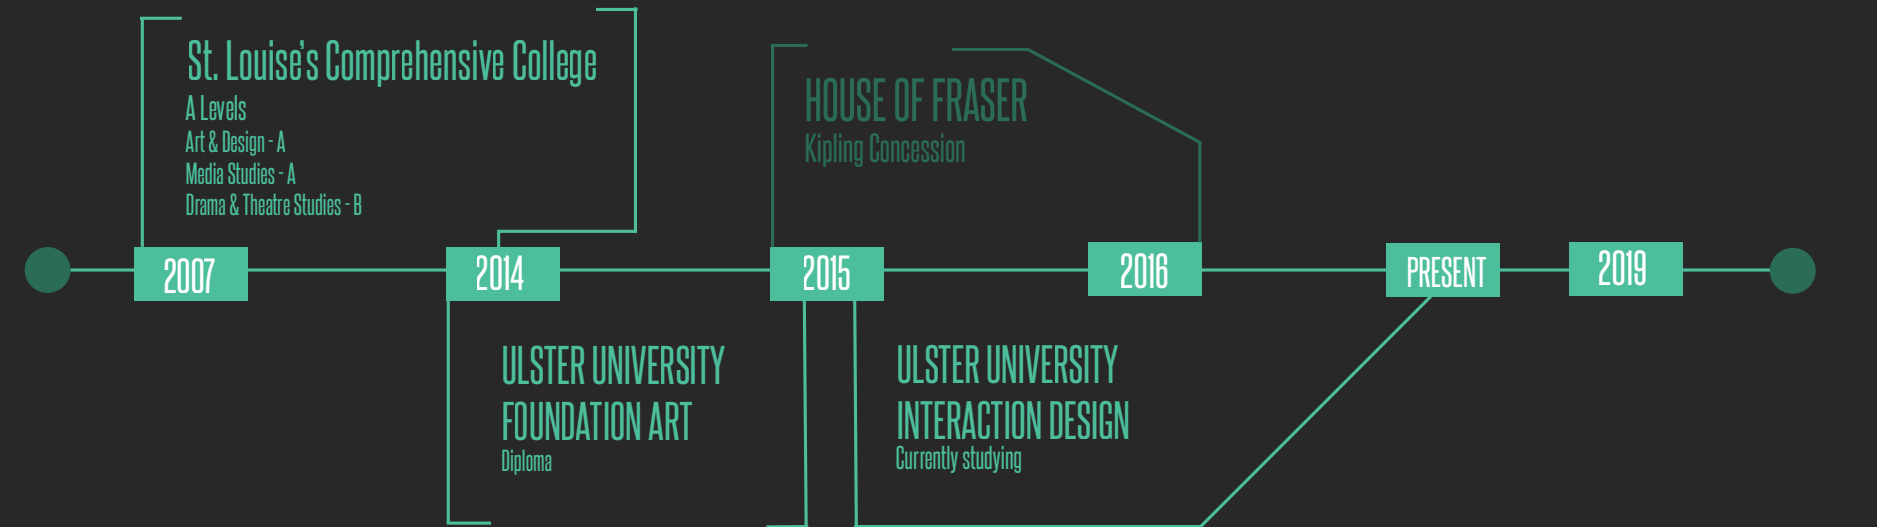 St. Louise's Comprehensive College
A Levels
Art & Design - A
Media Studies - A
Drama & Theatre Studies - B
HOUSE OF FRASER
Kipling Concession
2007
2014
2015
2016
PRESENT
2019
ULSTER UNIVERSITY
FOUNDATION ART
Diploma
ULSTER UNIVERSITY
INTERACTION DESIGN
Currently studying